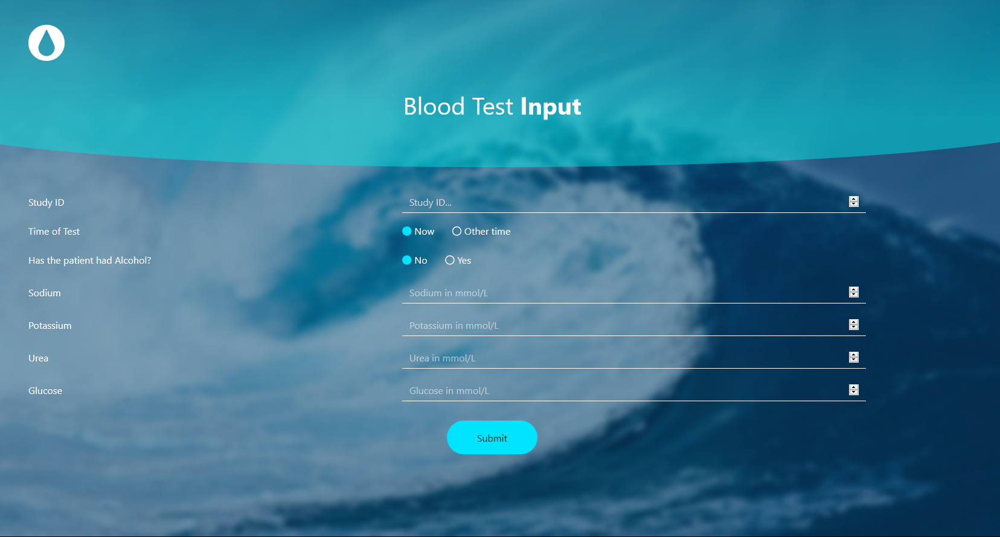 Blood Test Input
Study ID
Study ID...
Time of Test
Now
Other time
Has the patient had Alcohol?
No
Yes
Sodium
Sodium in mmol/L
Potassium
Potassium in mmol/L
Urea
Urea in mmol/L
Glucose
Glucose in mmol/L
Submit